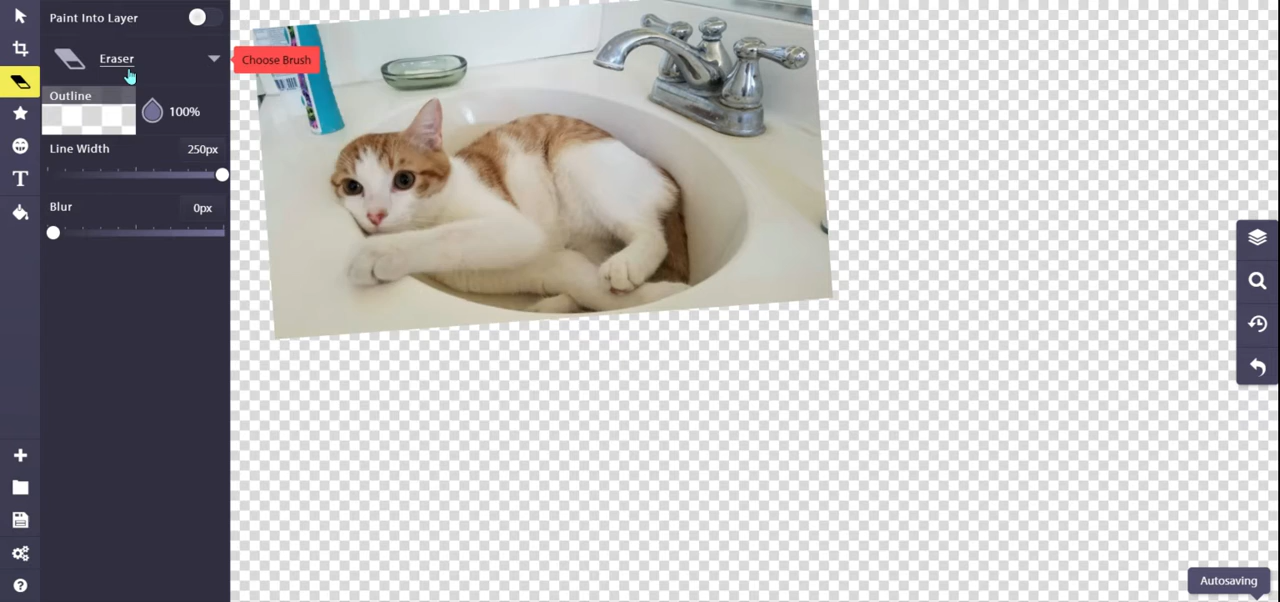 Paint Into Layer
Eraser
Choose Brush
Outline
100%
Line Width
250px
Blur
0px
T
?
Autosaving